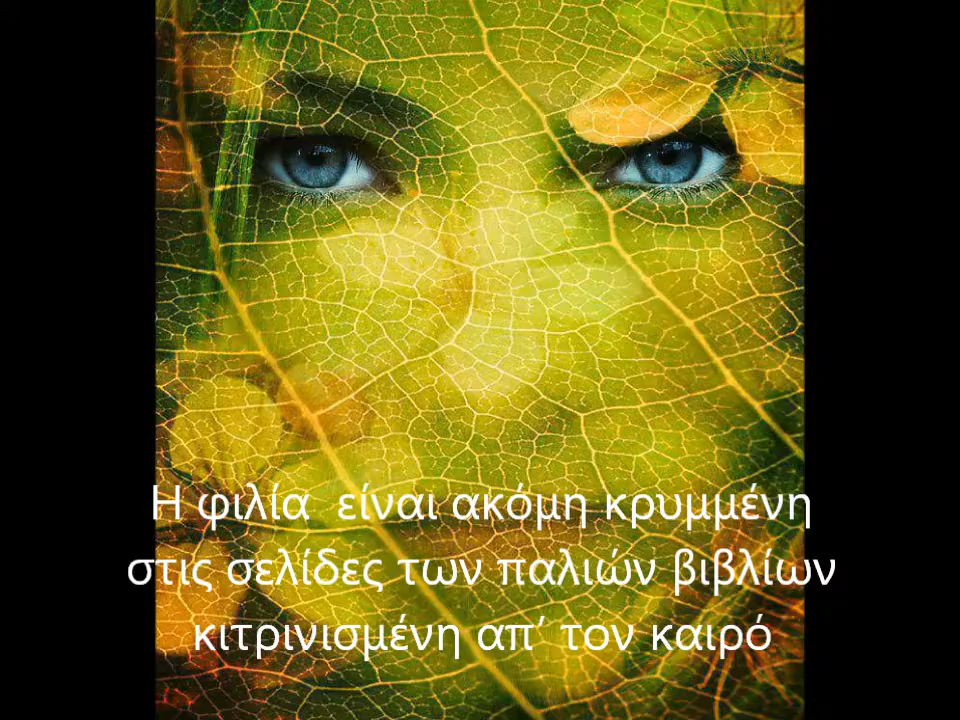 Η φιλία είναι ακόμη κρυμμένη
στις σελίδες των παλιών βιβλίων
κιτρινισμένη απ΄ τον καιρό